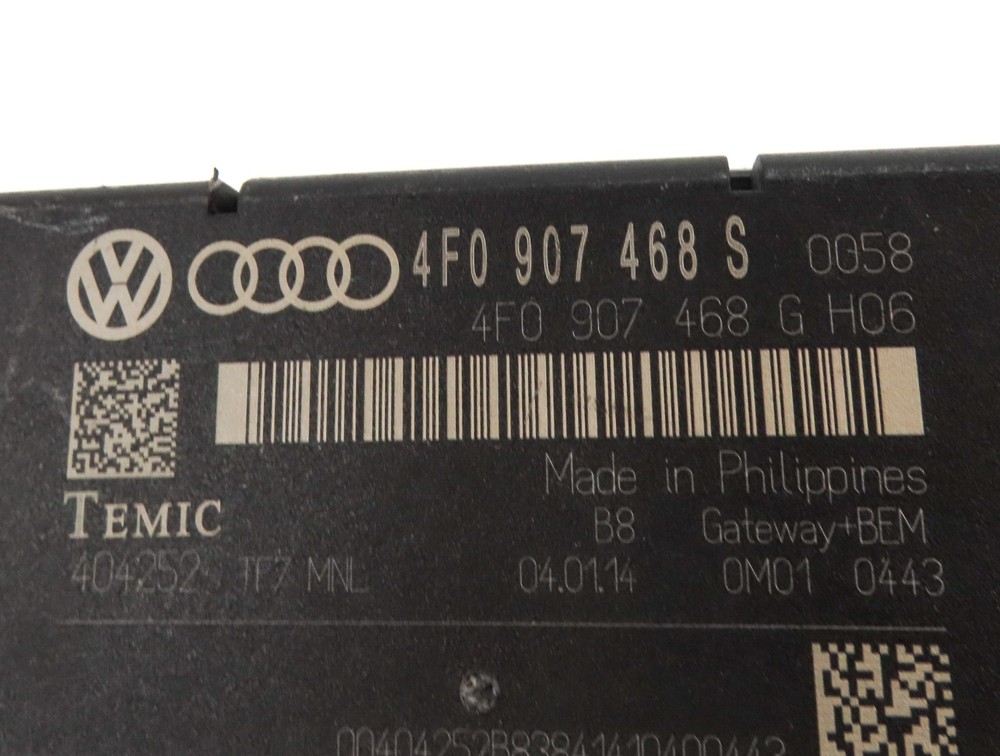 4F0 907 468 S 0058
4F0 907 468 G H06
TEMIC
Made in Philippines
B8 Gateway+BEM
404252 TF7 MNL 04.01.14 0M01 0443